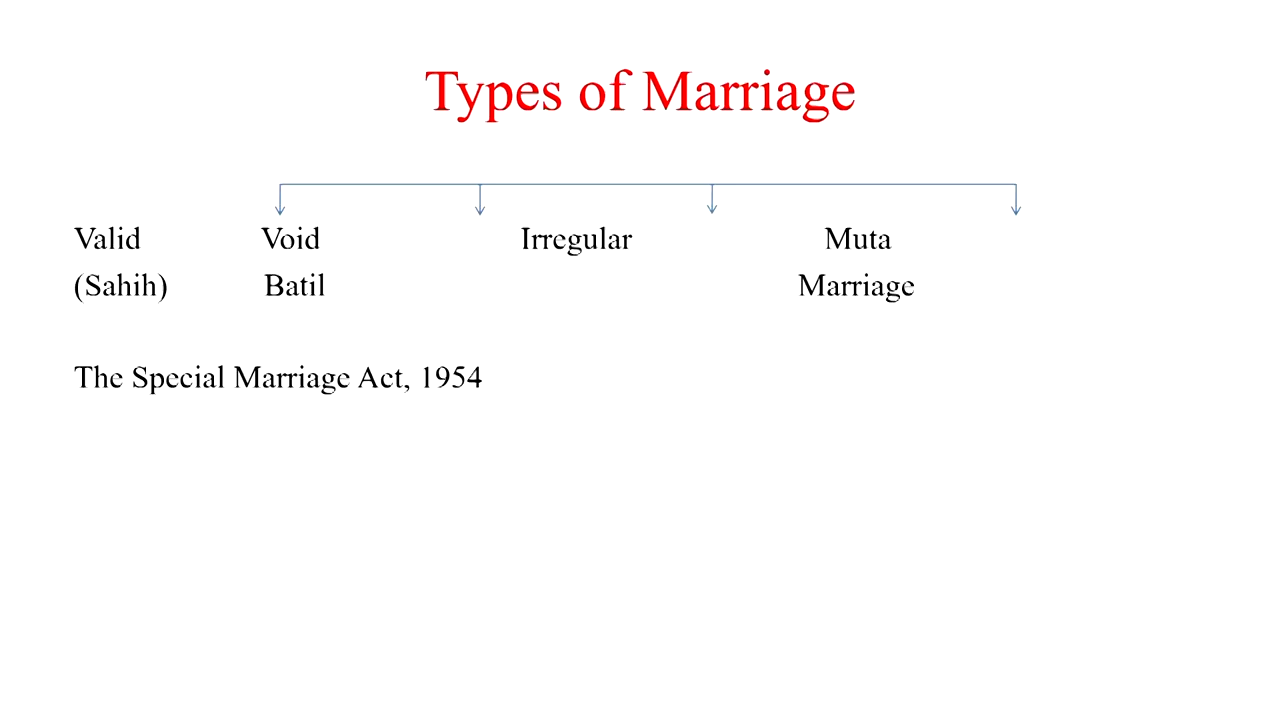 Types of Marriage
Valid Void Irregular Muta
(Sahih) Batil Marriage
The Special Marriage Act, 1954